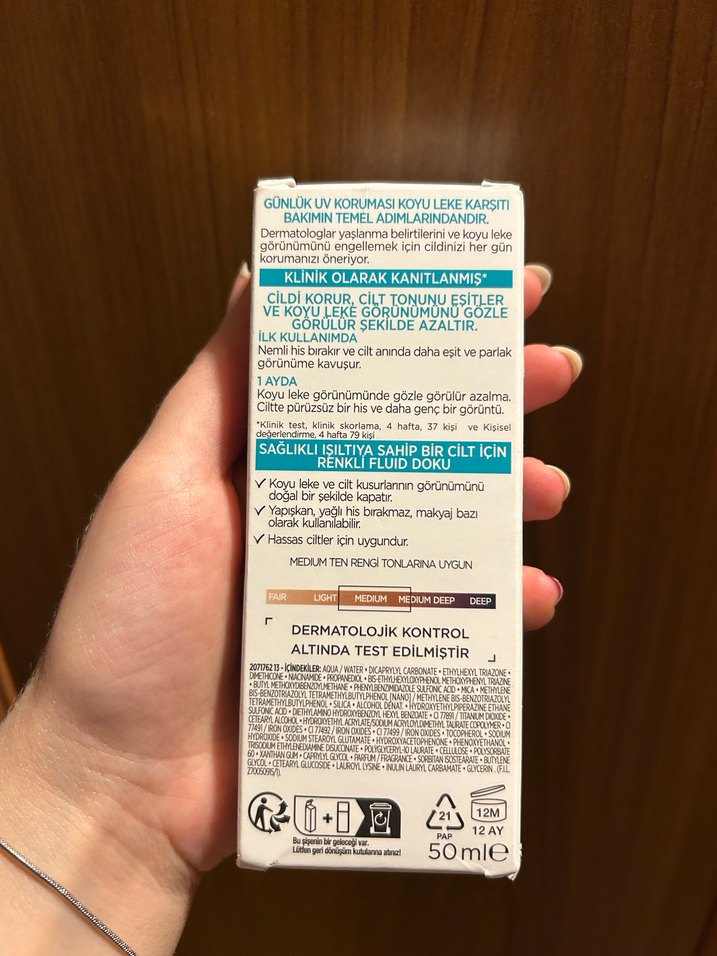 GÜNLÜK UV KORUMASI KOYU LEKE KARŞITI
BAKIMIN TEMEL ADIMLARINDANDIR.
Dermatologlar yaşlanma belirtilerini ve koyu leke
görünümünü engellemek için cildinizi her gün
korumanızı öneriyor.
KLİNİK OLARAK KANITLANMIŞ*
CİLDİ KORUR, CİLT TONUNU EŞİTLER
VE KOYU LEKE GÖRÜNÜMÜNÜ GÖZLE
GÖRÜLÜR ŞEKİLDE AZALTIR.
İLK KULLANIMDA
Nemli his bırakır ve cilt anında daha eşit ve parlak
görünüme kavuşur.
1 AYDA
Koyu leke görünümünde gözle görülür azalma.
Ciltte pürüzsüz bir his ve daha genç bir görüntü.
*Klinik test, klinik skorlama, 4 hafta, 37 kişi ve Kişisel
değerlendirme, 4 hafta 79 kişi
SAĞLIKLI IŞILTIYA SAHİP BİR CİLT İÇİN
RENKLİ FLUID DOKU
✓ Koyu leke ve cilt kusurlarının görünümünü
doğal bir şekilde kapatır.
✓ Yapışkan, yağlı his bırakmaz, makyaj bazı
olarak kullanılabilir.
✓ Hassas ciltler için uygundur.
MEDIUM TEN RENGİ TONLARINA UYGUN
FAIR LIGHT MEDIUM MEDIUM DEEP DEEP
DERMATOLOJİK KONTROL
ALTINDA TEST EDİLMİŞTİR
2071762 13 - İÇİNDEKİLER: AQUA / WATER • DICAPRYLYL CARBONATE • ETHYLHEXYL TRIAZONE •
DIMETHICONE • NIACINAMIDE • PROPANEDIOL • BIS-ETHYLHEXYLOXYPHENOL METHOXYPHENYL TRIAZINE
• BUTYL METHOXYDIBENZOYLMETHANE • PHENYLBENZIMIDAZOLE SULFONIC ACID • MICA • METHYLENE
BIS-BENZOTRIAZOLYL TETRAMETHYLBUTYLPHENOL [NANO] / METHYLENE BIS-BENZOTRIAZOLYL
TETRAMETHYLBUTYLPHENOL • SILICA • ALCOHOL DENAT. • HYDROXYETHYLPIPERAZINE ETHANE
SULFONIC ACID • DIETHYLAMINO HYDROXYBENZOYL HEXYL BENZOATE • CI 77891 / TITANIUM DIOXIDE •
CETEARYL ALCOHOL • HYDROXYETHYL ACRYLATE/SODIUM ACRYLOYLDIMETHYL TAURATE COPOLYMER • CI
77491 / IRON OXIDES • CI 77492 / IRON OXIDES • CI 77499 / IRON OXIDES • TOCOPHEROL • SODIUM
HYDROXIDE • SODIUM STEAROYL GLUTAMATE • HYDROXYACETOPHENONE • PHENOXYETHANOL •
TRISODIUM ETHYLENEDIAMINE DISUCCINATE • POLYGLYCERYL-10 LAURATE • CELLULOSE • POLYSORBATE
60 • XANTHAN GUM • CAPRYLYL GLYCOL • PARFUM / FRAGRANCE • SORBITAN ISOSTEARATE • BUTYLENE
GLYCOL • CETEARYL GLUCOSIDE • LAUROYL LYSINE • INULIN LAURYL CARBAMATE • GLYCERIN . (F.I.L.
Z70050915/1).
Bu şişenin bir geleceği var.
Lütfen geri dönüşüm kutularına atınız!
21
PAP
12M
12 AY
50 ml e